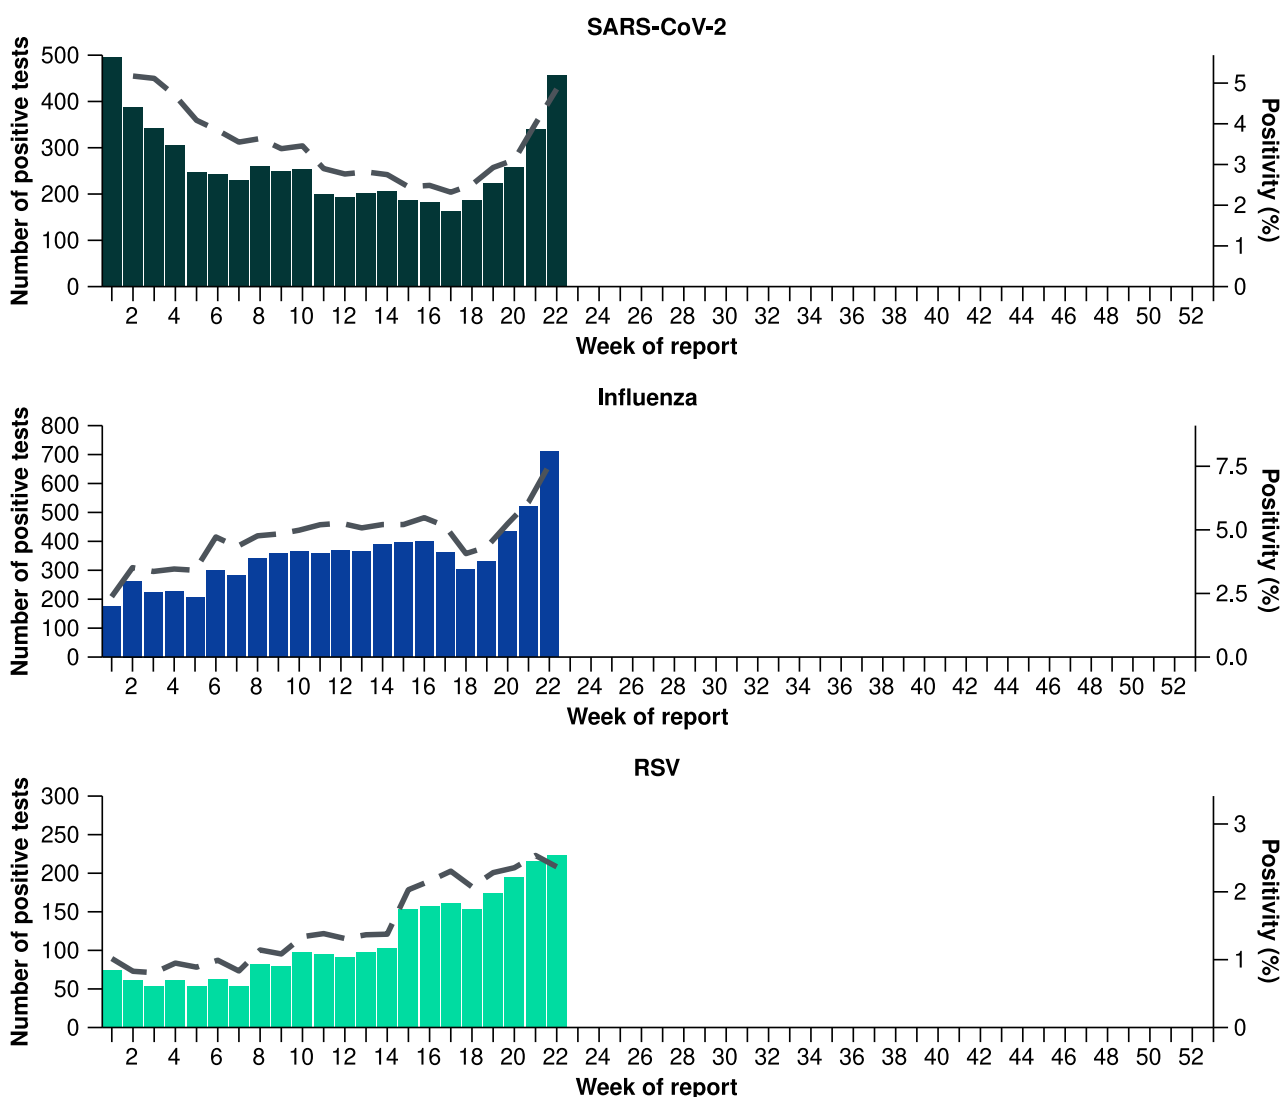 SARS-CoV-2
Number of positive tests
500
400
300
200
100
0
5
4
3
2
1
0
Positivity (%)
2 4 6 8 10 12 14 16 18 20 22 24 26 28 30 32 34 36 38 40 42 44 46 48 50 52
Week of report
Influenza
Number of positive tests
800
700
600
500
400
300
200
100
0
7.5
5.0
2.5
0.0
Positivity (%)
2 4 6 8 10 12 14 16 18 20 22 24 26 28 30 32 34 36 38 40 42 44 46 48 50 52
Week of report
RSV
Number of positive tests
300
250
200
150
100
50
0
3
2
1
0
Positivity (%)
2 4 6 8 10 12 14 16 18 20 22 24 26 28 30 32 34 36 38 40 42 44 46 48 50 52
Week of report